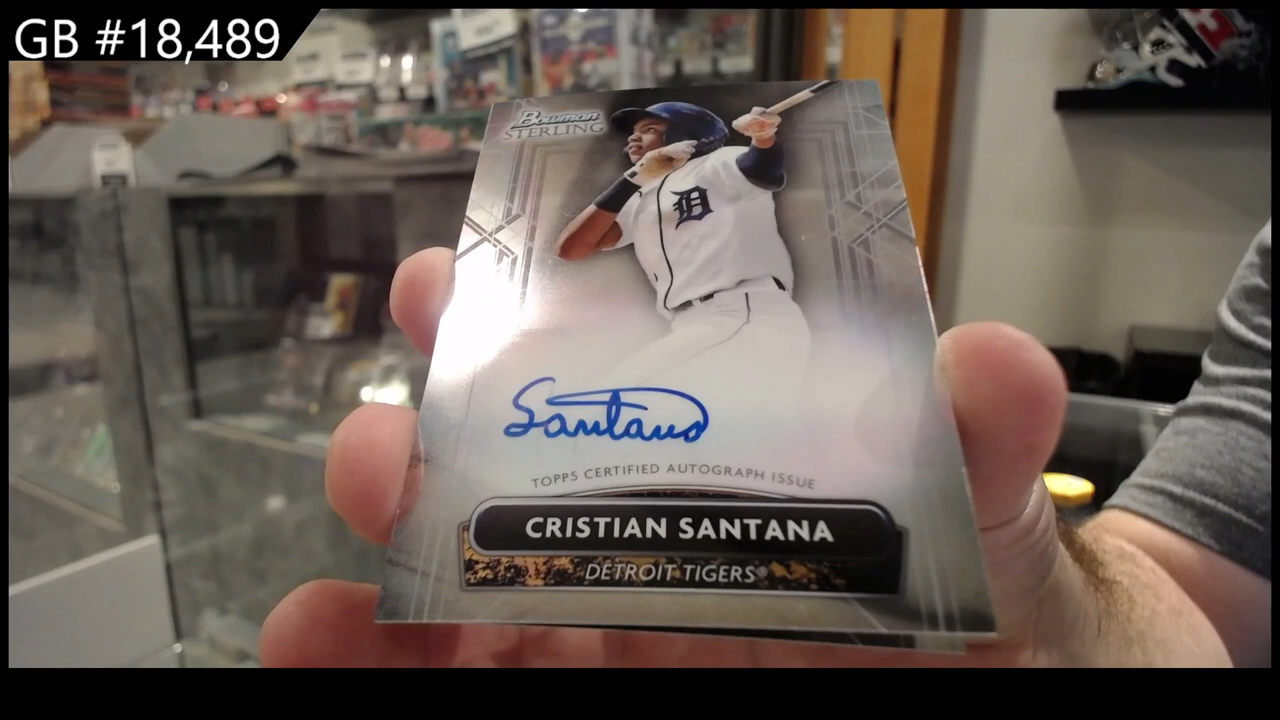 GB #18,489
Bowman
STERLING
D
Santana
TOPPS CERTIFIED AUTOGRAPH ISSUE
CRISTIAN SANTANA
DETROIT TIGERS®